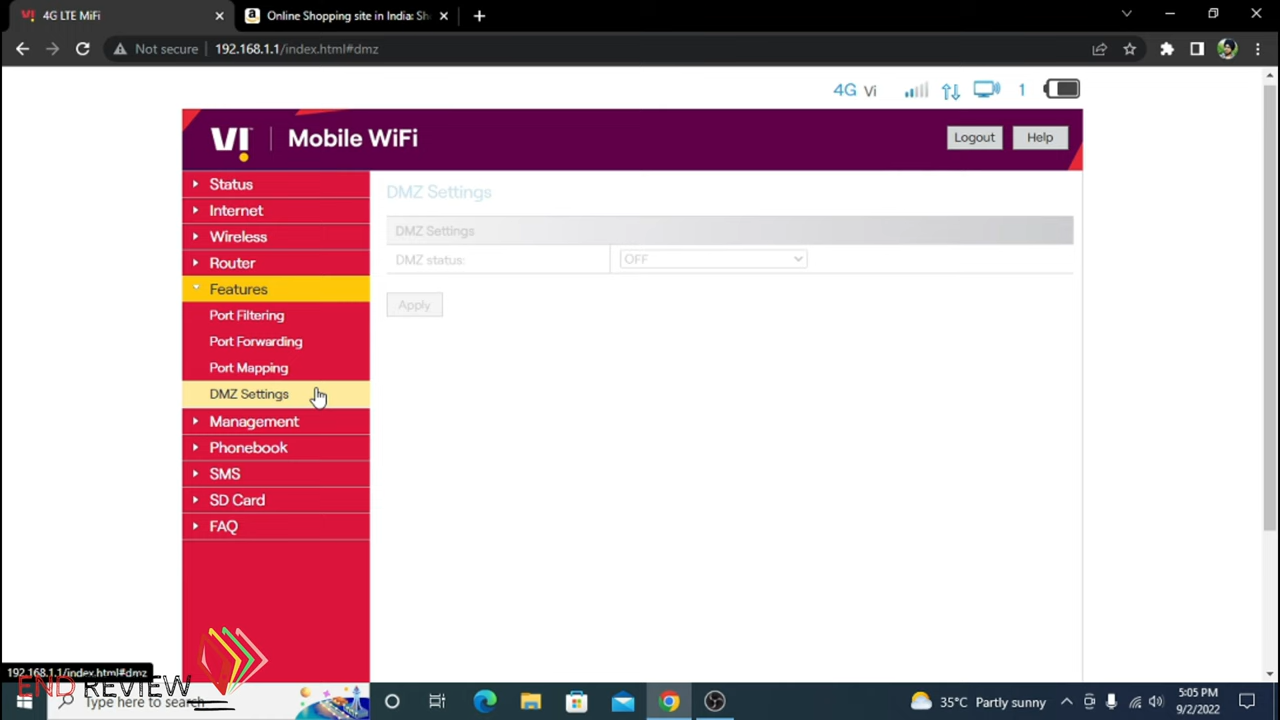 4G LTE MiFi
Online Shopping site in India: Sh
Not secure
192.168.1.1/index.html#dmz
4G Vi 1
VI Mobile WiFi
Logout
Help
Status
Internet
Wireless
Router
Features
Port Filtering
Port Forwarding
Port Mapping
DMZ Settings
Management
Phonebook
SMS
SD Card
FAQ
DMZ Settings
DMZ Settings
DMZ status:
OFF
Apply
192.168.1.1/index.html#dmz
END REVIEW
Type here to search
35°C Partly sunny
5:05 PM
9/2/2022